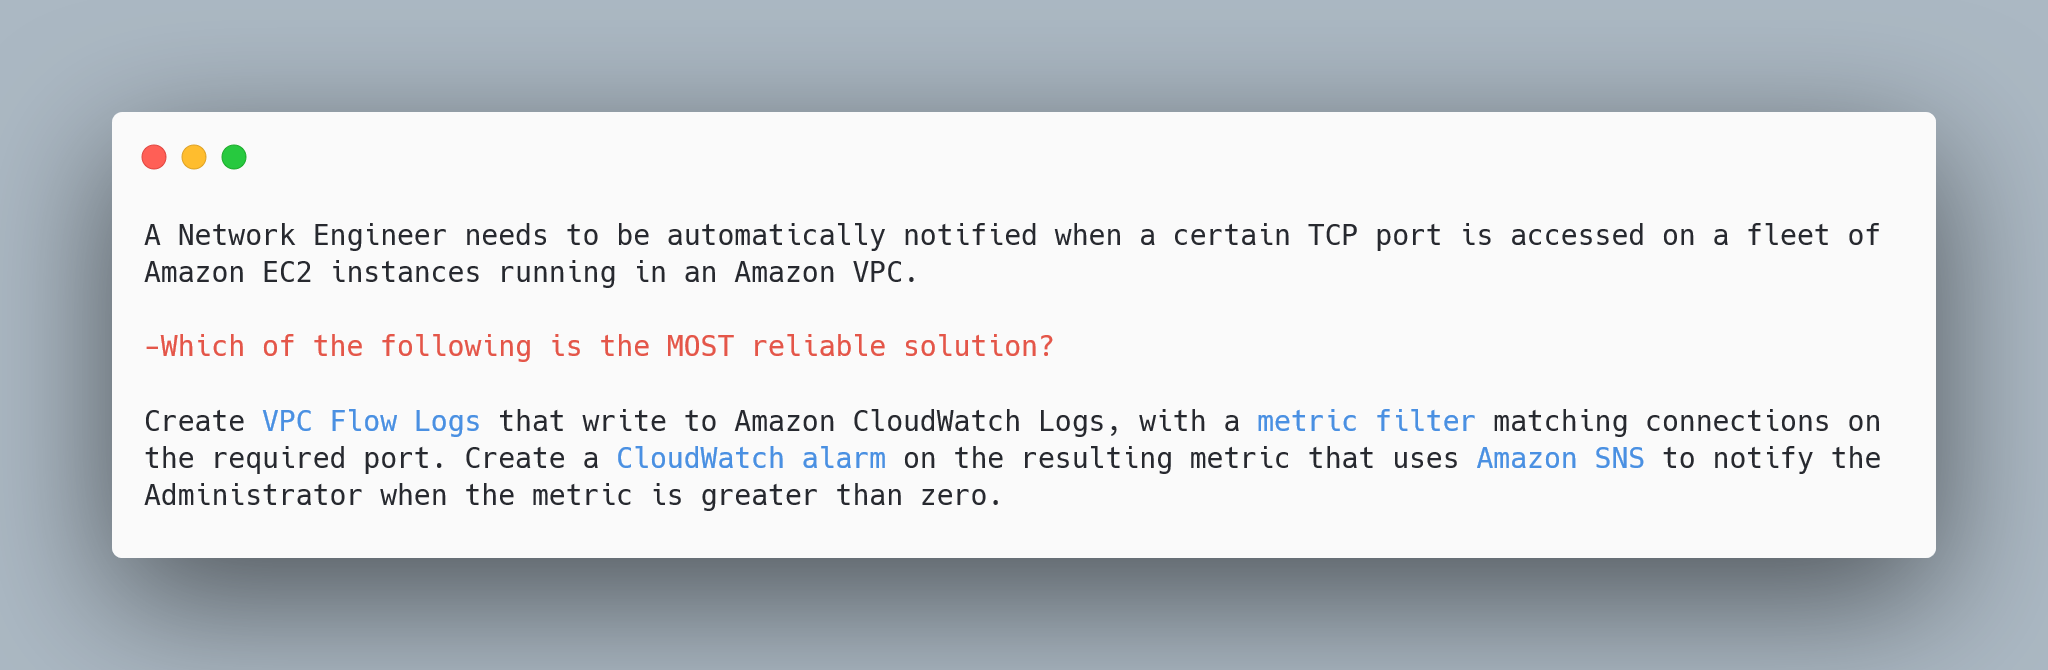 A Network Engineer needs to be automatically notified when a certain TCP port is accessed on a fleet of
Amazon EC2 instances running in an Amazon VPC.
-Which of the following is the MOST reliable solution?
Create VPC Flow Logs that write to Amazon CloudWatch Logs, with a metric filter matching connections on
the required port. Create a CloudWatch alarm on the resulting metric that uses Amazon SNS to notify the
Administrator when the metric is greater than zero.